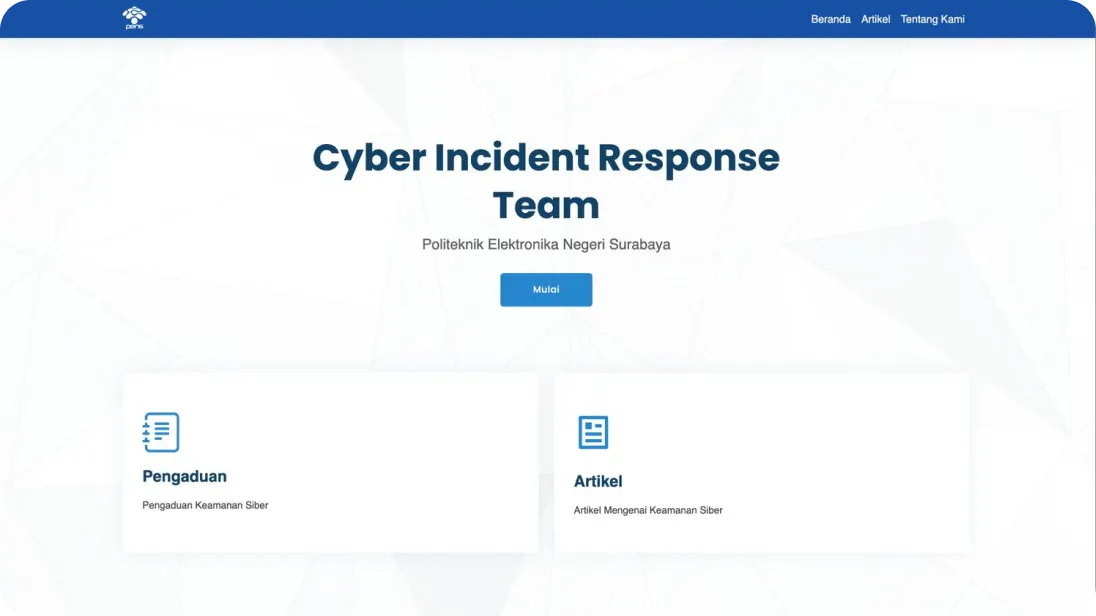 pens
Beranda
Artikel
Tentang Kami
Cyber Incident Response
Team
Politeknik Elektronika Negeri Surabaya
Mulai
Pengaduan
Pengaduan Keamanan Siber
Artikel
Artikel Mengenai Keamanan Siber